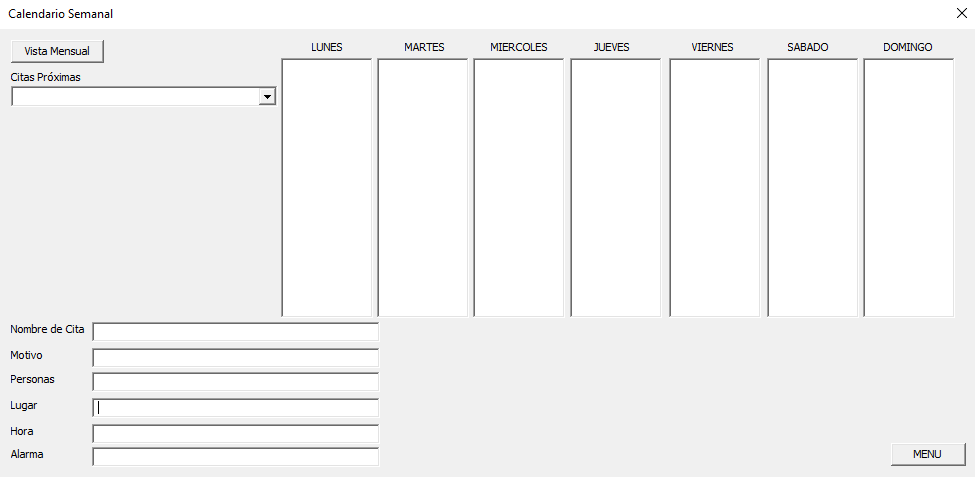 Calendario Semanal
Vista Mensual
Citas Próximas
LUNES MARTES MIERCOLES JUEVES VIERNES SABADO DOMINGO
Nombre de Cita
Motivo
Personas
Lugar
Hora
Alarma
MENU